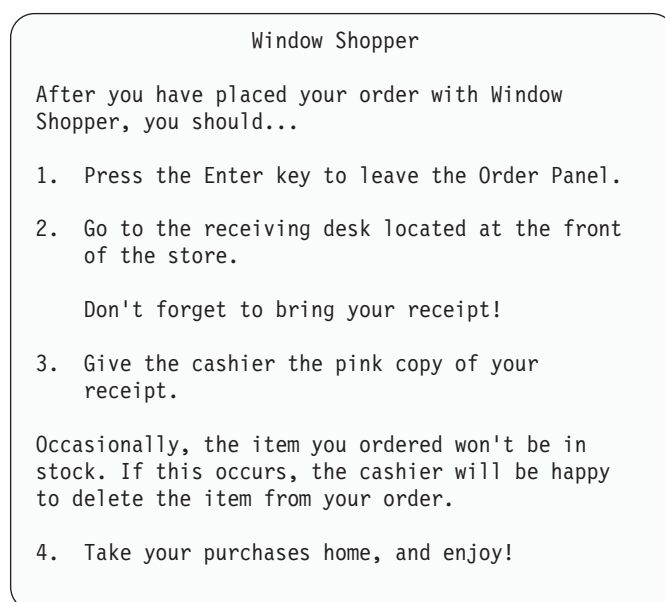 Window Shopper
After you have placed your order with Window
Shopper, you should...
1. Press the Enter key to leave the Order Panel.
2. Go to the receiving desk located at the front
of the store.
Don't forget to bring your receipt!
3. Give the cashier the pink copy of your
receipt.
Occasionally, the item you ordered won't be in
stock. If this occurs, the cashier will be happy
to delete the item from your order.
4. Take your purchases home, and enjoy!